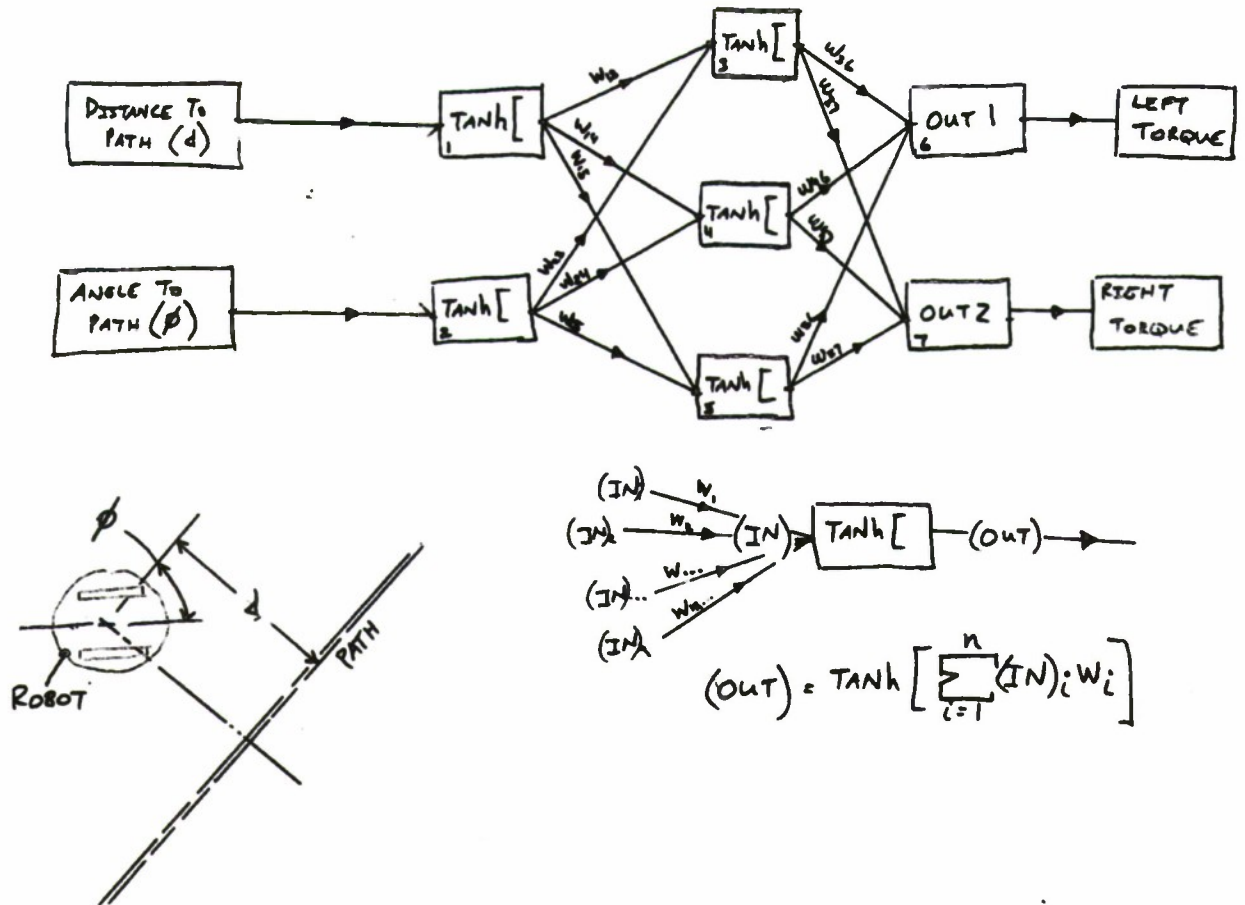 DISTANCE TO
PATH (d)
TANh [
1
W13
W14
W15
TANh [
3
W36
W37
OUT 1
6
LEFT
TORQUE
ANGLE TO
PATH (ϕ)
TANh [
2
W23
W24
TANh [
4
W46
TANh [
5
W57
OUT 2
7
RIGHT
TORQUE
ϕ
d
PATH
ROBOT
(IN)
W1
(IN)2
W2
(IN)...
W...
(IN)n
Wn...
(IN)
TANh [
(OUT)
(OUT) = TANh [ n Σ i=1 (IN)i Wi ]